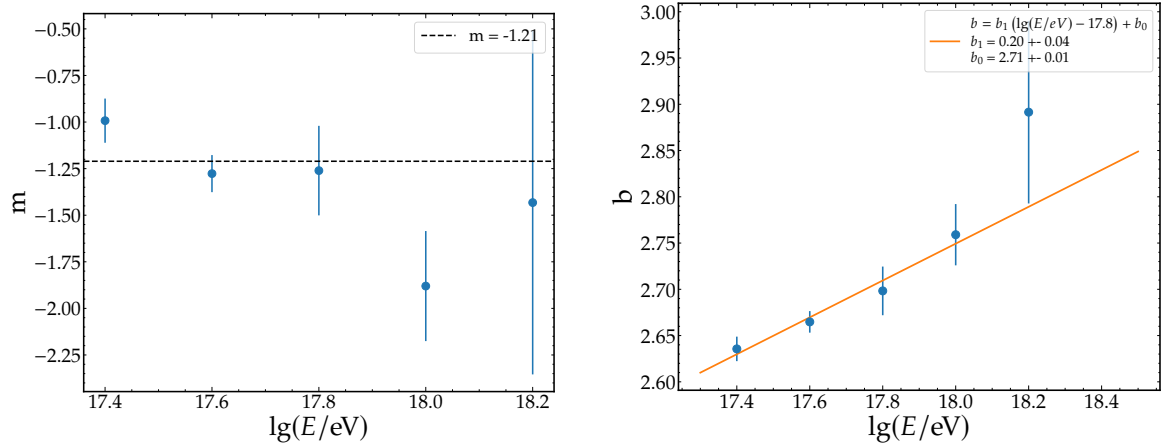 −0.50
−0.75
−1.00
−1.25
−1.50
−1.75
−2.00
−2.25
m
17.4 17.6 17.8 18.0 18.2
lg(E/eV)
m = -1.21
3.00
2.95
2.90
2.85
2.80
2.75
2.70
2.65
2.60
b
17.4 17.6 17.8 18.0 18.2 18.4
lg(E/eV)
b = b₁ (lg(E/eV) − 17.8) + b₀
b₁ = 0.20 +- 0.04
b₀ = 2.71 +- 0.01